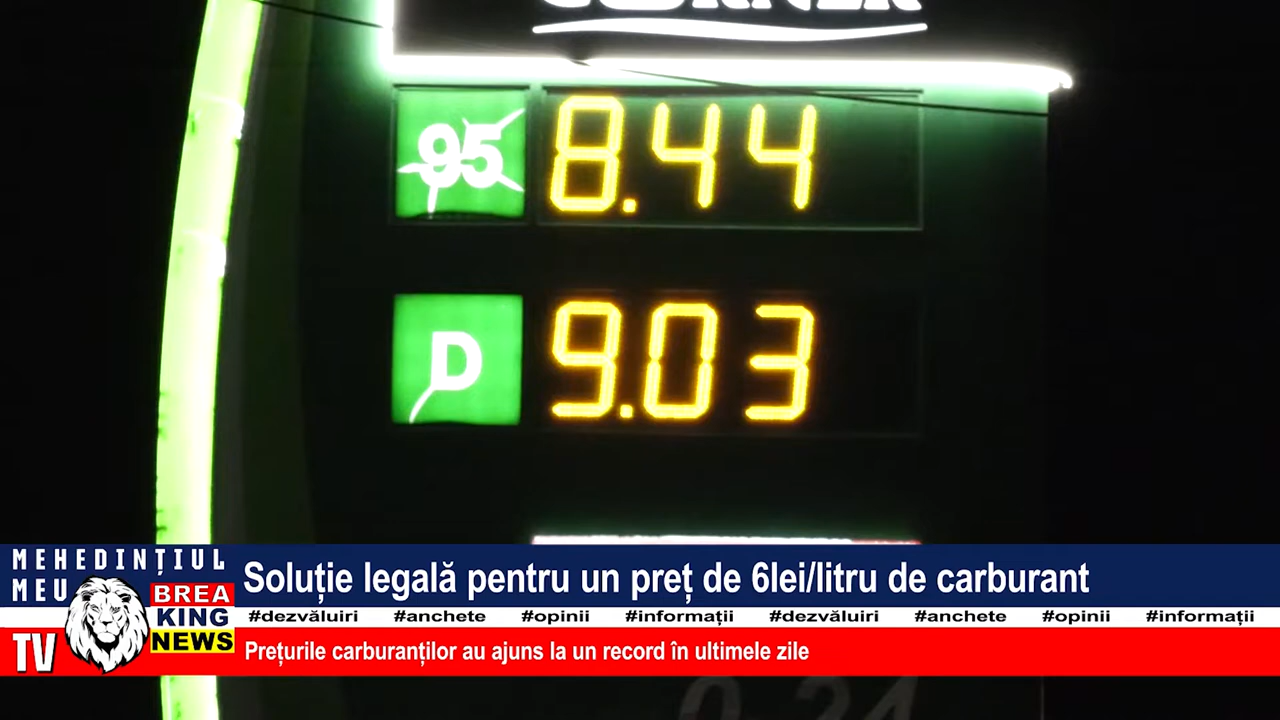 CORNER
95 8.44
D 9.03
MEHEDINȚIUL
MEU
BREA
KING
NEWS
TV
Soluție legală pentru un preț de 6lei/litru de carburant
#dezvăluiri #anchete #opinii #informații #dezvăluiri #anchete #opinii #informații
Prețurile carburanților au ajuns la un record în ultimele zile